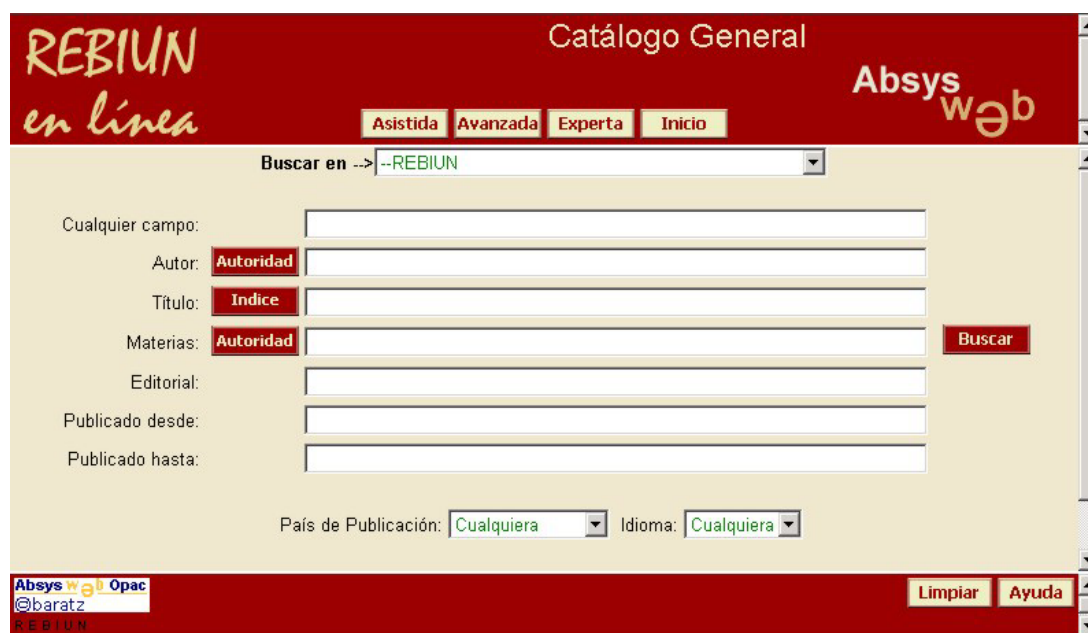 REBIUN
en línea
Catálogo General
Absys
web
Asistida Avanzada Experta Inicio
Buscar en --> --REBIUN
Cualquier campo:
Autor: Autoridad
Título: Indice
Materias: Autoridad Buscar
Editorial:
Publicado desde:
Publicado hasta:
País de Publicación: Cualquiera Idioma: Cualquiera
Absys web Opac
@baratz
REBIUN
Limpiar Ayuda